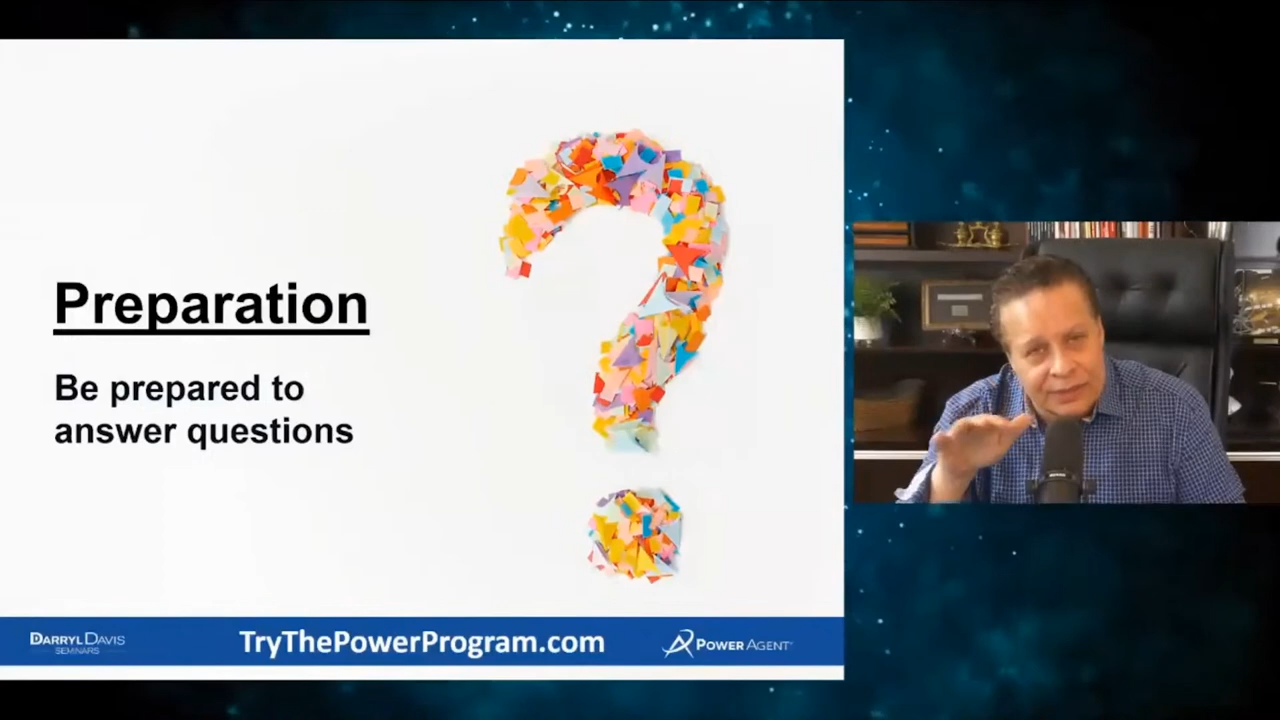 Preparation
Be prepared to
answer questions
DARRYL DAVIS
SEMINARS
TryThePowerProgram.com
POWER AGENT